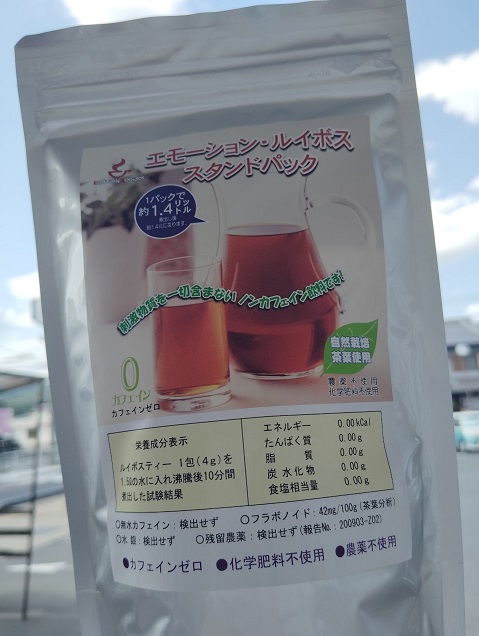 エモーション・ルイボス
スタンドパック
1パックで
約1.4リットル
自然栽培
茶葉使用
農薬不使用
化学肥料不使用
刺激物質を一切含まない ノンカフェイン飲料です!
0
カフェイン
カフェインゼロ
栄養成分表示
ルイボスティー 1包(4g)を
1.5ℓの水に入れ沸騰後10分間
煮出した試験結果
エネルギー 0.00kCal
たんぱく質 0.00g
脂質 0.00g
炭水化物 0.00g
食塩相当量 0.00g
○無水カフェイン:検出せず ○フラボノイド:42mg/100g(茶葉分析)
○水銀:検出せず ○残留農薬:検出せず(報告No.:200903-Z02)
●カフェインゼロ ●化学肥料不使用 ●農薬不使用